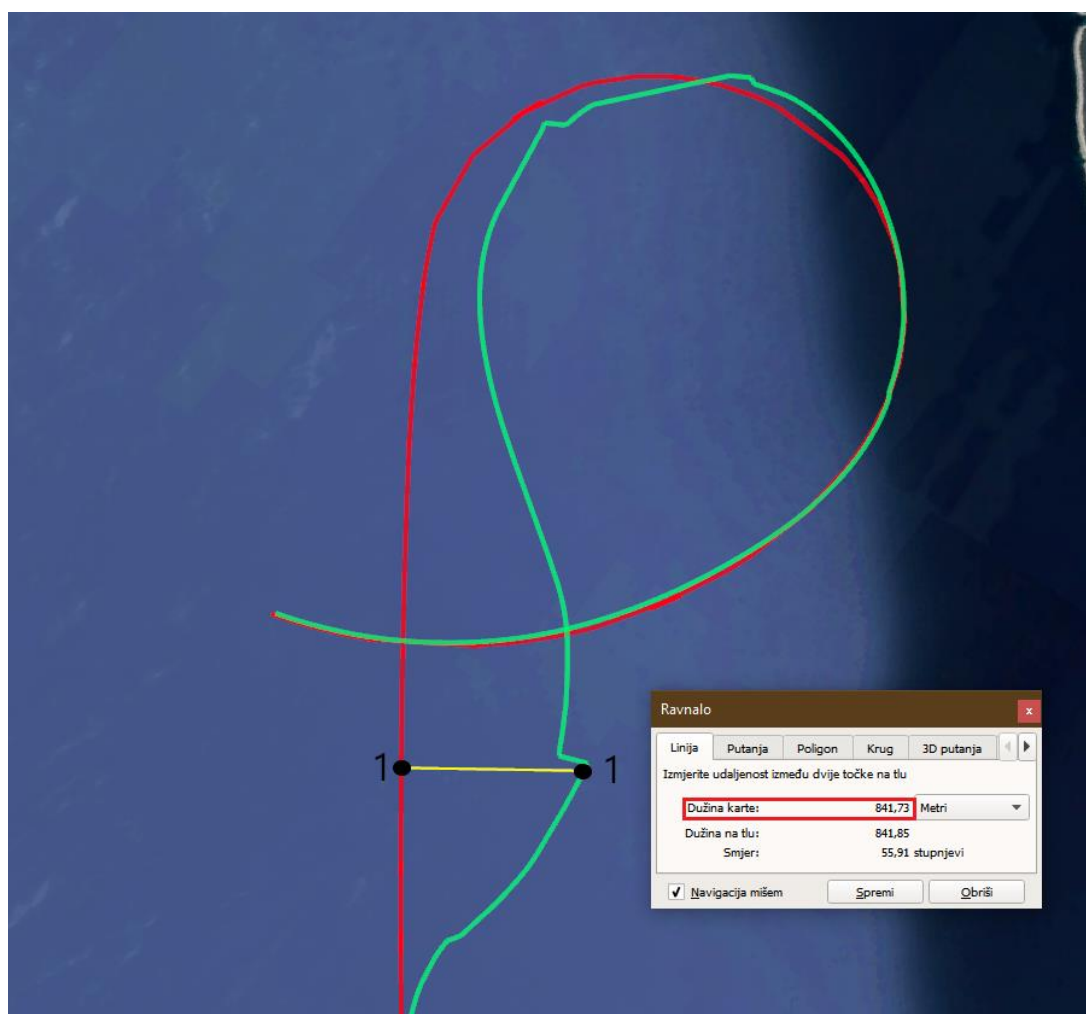 1
1
Ravnalo
x
Linija Putanja Poligon Krug 3D putanja
Izmjerite udaljenost između dvije točke na tlu
Dužina karte: 841,73 Metri
Dužina na tlu: 841,85
Smjer: 55,91 stupnjevi
Navigacija mišem Spremi Obriši